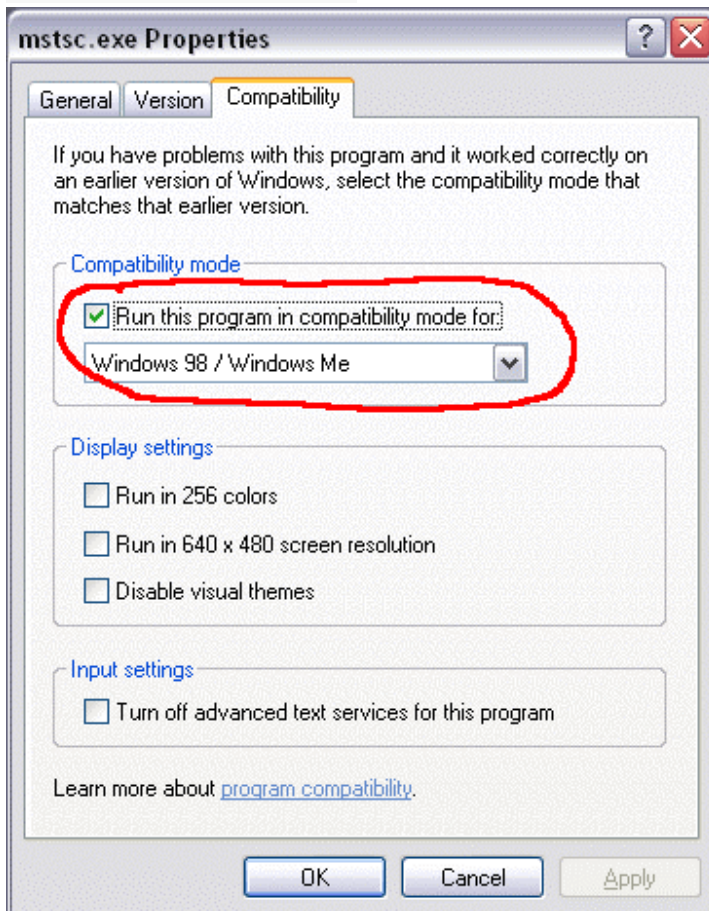 mstsc.exe Properties
General Version Compatibility
If you have problems with this program and it worked correctly on
an earlier version of Windows, select the compatibility mode that
matches that earlier version.
Compatibility mode
Run this program in compatibility mode for:
Windows 98 / Windows Me
Display settings
Run in 256 colors
Run in 640 x 480 screen resolution
Disable visual themes
Input settings
Turn off advanced text services for this program
Learn more about program compatibility.
OK Cancel Apply